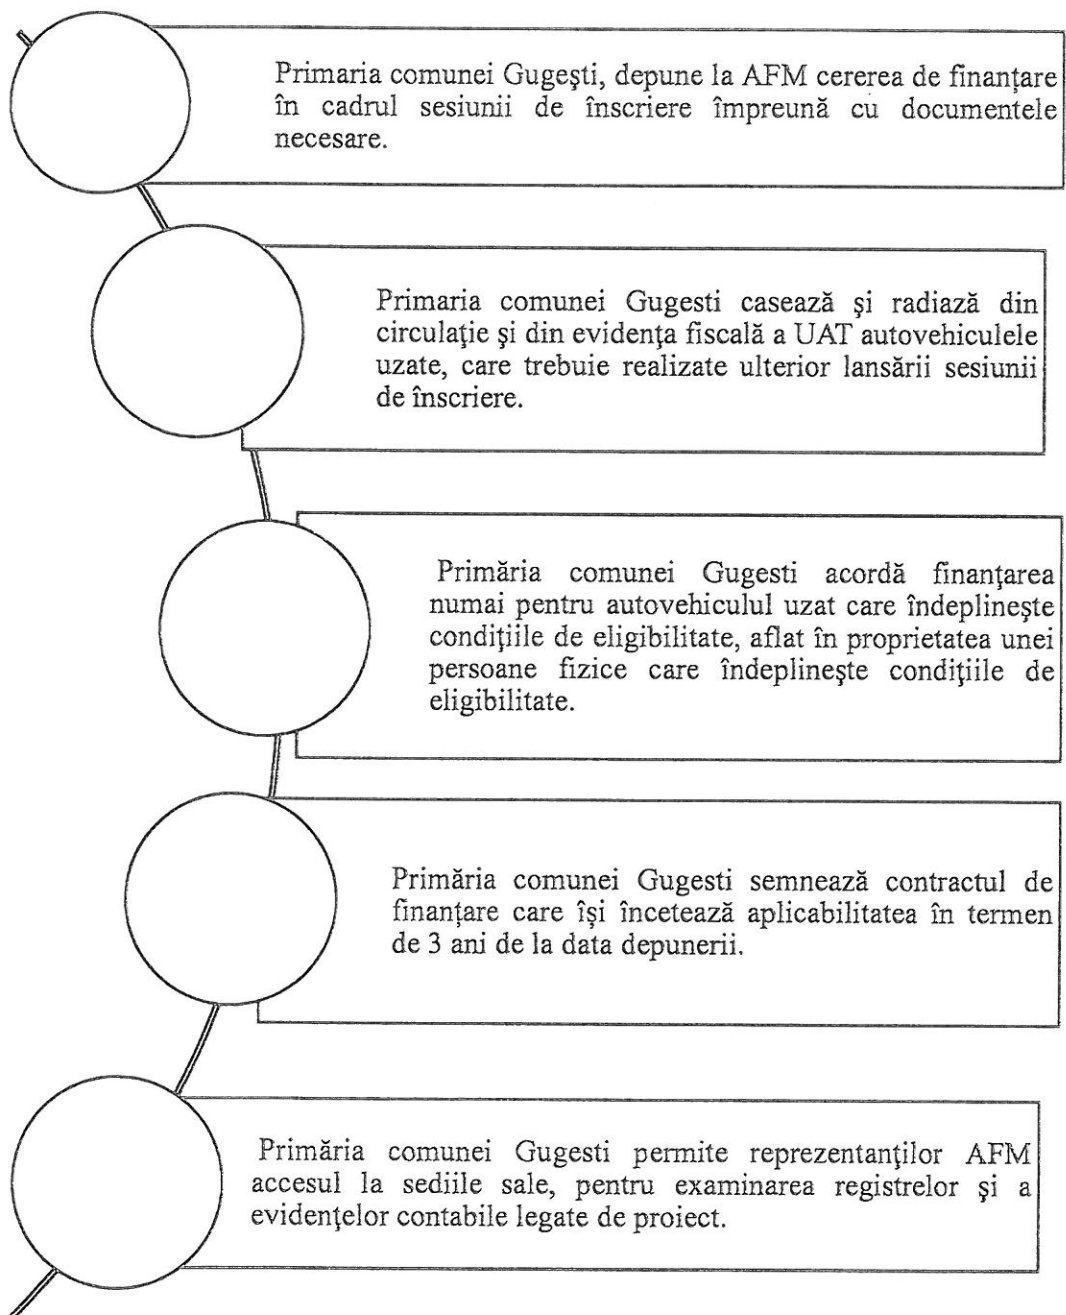 Primaria comunei Gugeşti, depune la AFM cererea de finanțare
în cadrul sesiunii de înscriere împreună cu documentele
necesare.
Primaria comunei Gugesti casează şi radiază din
circulaţie şi din evidenţa fiscală a UAT autovehiculele
uzate, care trebuie realizate ulterior lansării sesiunii
de înscriere.
Primăria comunei Gugesti acordă finanţarea
numai pentru autovehiculul uzat care îndeplineşte
condiţiile de eligibilitate, aflat în proprietatea unei
persoane fizice care îndeplineşte condiţiile de
eligibilitate.
Primăria comunei Gugesti semnează contractul de
finanțare care își încetează aplicabilitatea în termen
de 3 ani de la data depunerii.
Primăria comunei Gugesti permite reprezentanţilor AFM
accesul la sediile sale, pentru examinarea registrelor şi a
evidenţelor contabile legate de proiect.